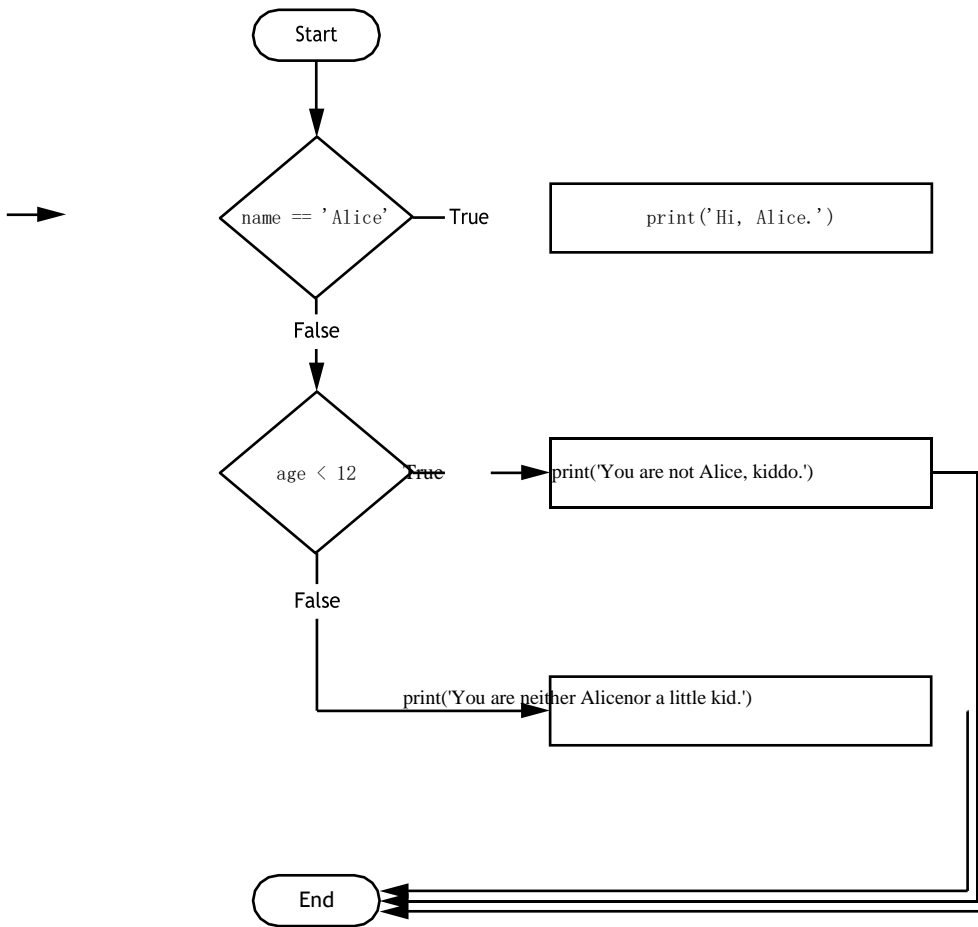 Start
name == 'Alice'
True
print('Hi, Alice.')
False
age < 12
True
print('You are not Alice, kiddo.')
False
print('You are neither Alicenor a little kid.')
End